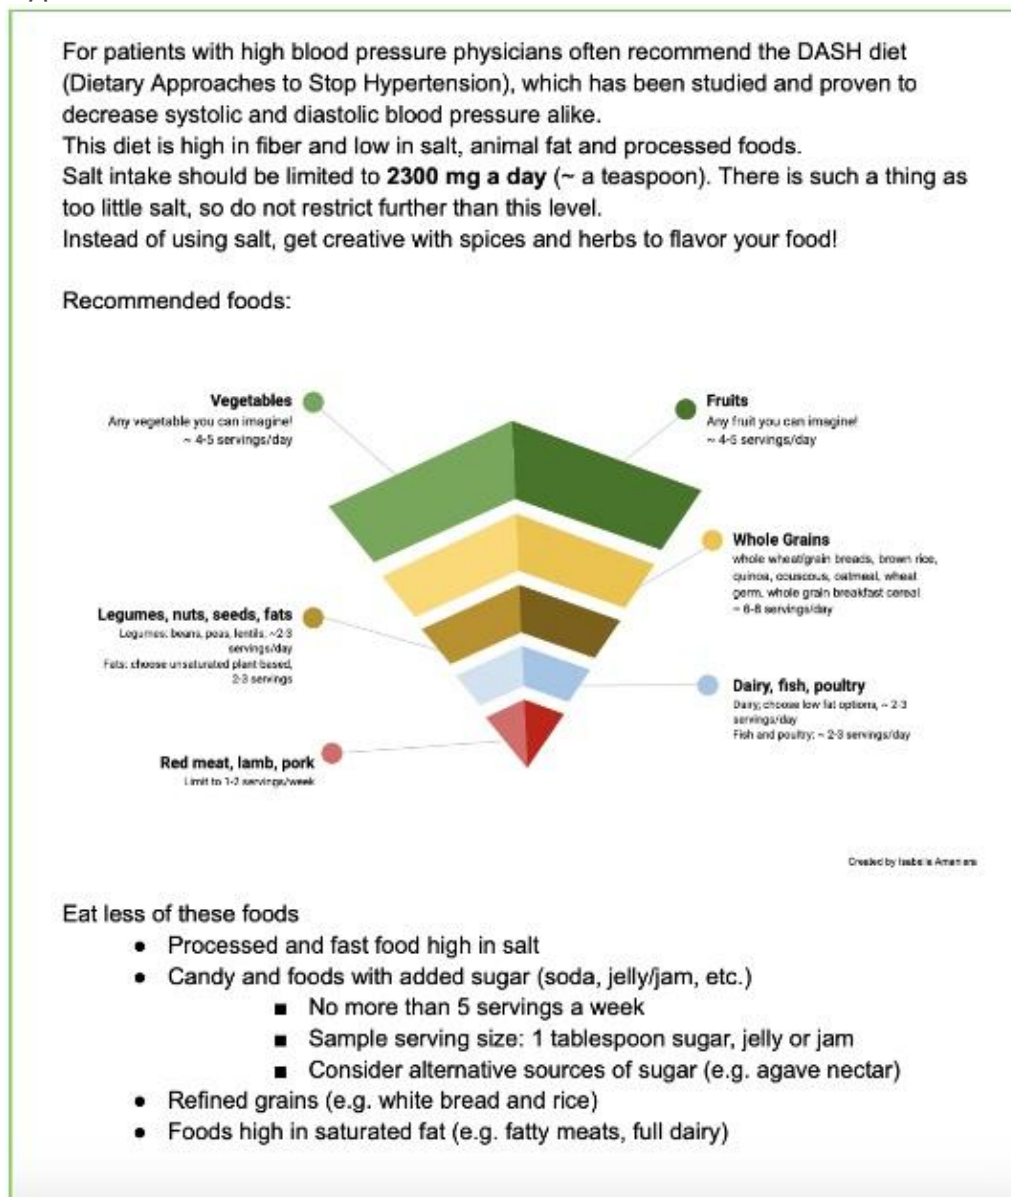 For patients with high blood pressure physicians often recommend the DASH diet
(Dietary Approaches to Stop Hypertension), which has been studied and proven to
decrease systolic and diastolic blood pressure alike.
This diet is high in fiber and low in salt, animal fat and processed foods.
Salt intake should be limited to 2300 mg a day (~ a teaspoon). There is such a thing as
too little salt, so do not restrict further than this level.
Instead of using salt, get creative with spices and herbs to flavor your food!
Recommended foods:
Vegetables
Any vegetable you can imagine!
~ 4-5 servings/day
Fruits
Any fruit you can imagine!
~ 4-5 servings/day
Whole Grains
whole wheat/grain breads, brown rice,
quinoa, couscous, oatmeal, wheat
germ, whole grain breakfast cereal
~ 6-8 servings/day
Legumes, nuts, seeds, fats
Legumes: beans, peas, lentils: ~2-3
servings/day
Fats: choose unsaturated plant-based,
2-3 servings
Dairy, fish, poultry
Dairy: choose low fat options, ~ 2-3
servings/day
Fish and poultry: ~ 2-3 servings/day
Red meat, lamb, pork
Limit to 1-2 servings/week
Created by
Eat less of these foods
● Processed and fast food high in salt
● Candy and foods with added sugar (soda, jelly/jam, etc.)
■ No more than 5 servings a week
■ Sample serving size: 1 tablespoon sugar, jelly or jam
■ Consider alternative sources of sugar (e.g. agave nectar)
● Refined grains (e.g. white bread and rice)
● Foods high in saturated fat (e.g. fatty meats, full dairy)